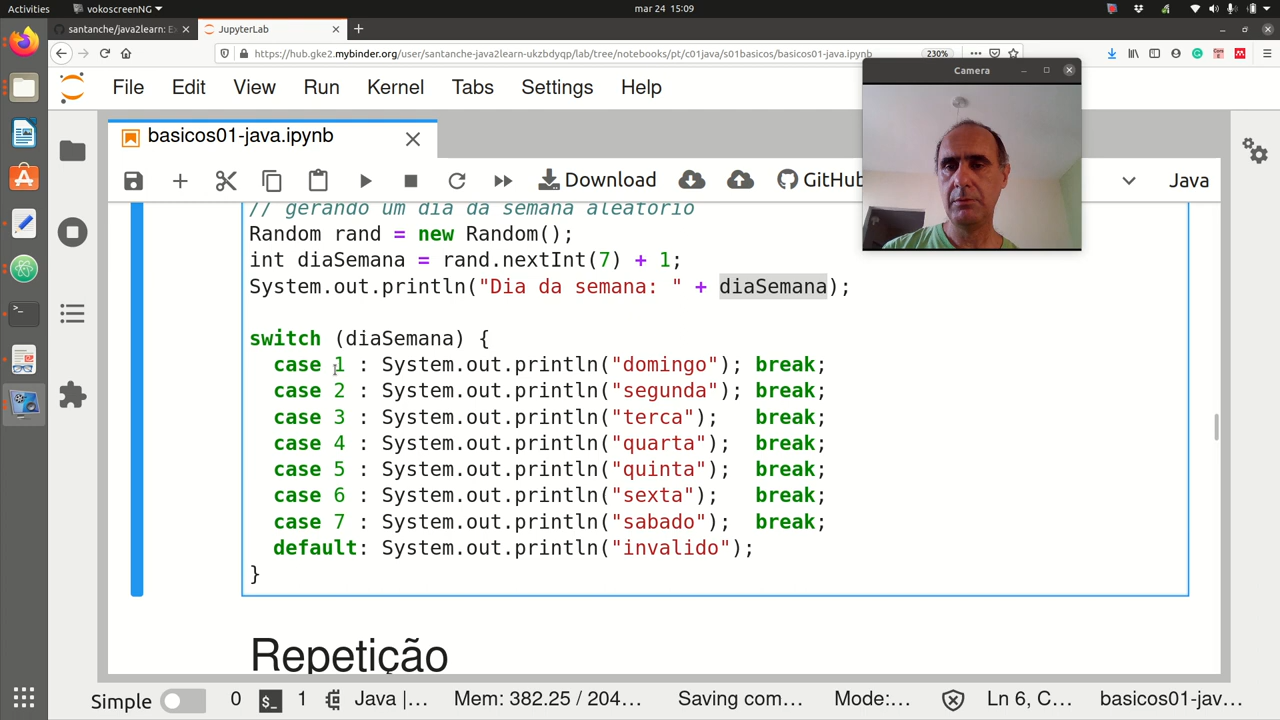 Activities vokoscreenNG mar 24 15:09
santanche/java2learn: Ex JupyterLab
https://hub.gke2.mybinder.org/user/santanche-java2learn-ukzbdyqp/lab/tree/notebooks/pt/c01java/s01basicos/basicos01-java.ipynb 230%
Camera
File Edit View Run Kernel Tabs Settings Help
basicos01-java.ipynb
Download GitHub Java
// gerando um dia da semana aleatório
Random rand = new Random();
int diaSemana = rand.nextInt(7) + 1;
System.out.println("Dia da semana: " + diaSemana);
switch (diaSemana) {
case 1 : System.out.println("domingo"); break;
case 2 : System.out.println("segunda"); break;
case 3 : System.out.println("terca"); break;
case 4 : System.out.println("quarta"); break;
case 5 : System.out.println("quinta"); break;
case 6 : System.out.println("sexta"); break;
case 7 : System.out.println("sabado"); break;
default: System.out.println("invalido");
}
Repetição
Simple 0 1 Java |... Mem: 382.25 / 204... Saving com... Mode:... Ln 6, C... basicos01-jav...